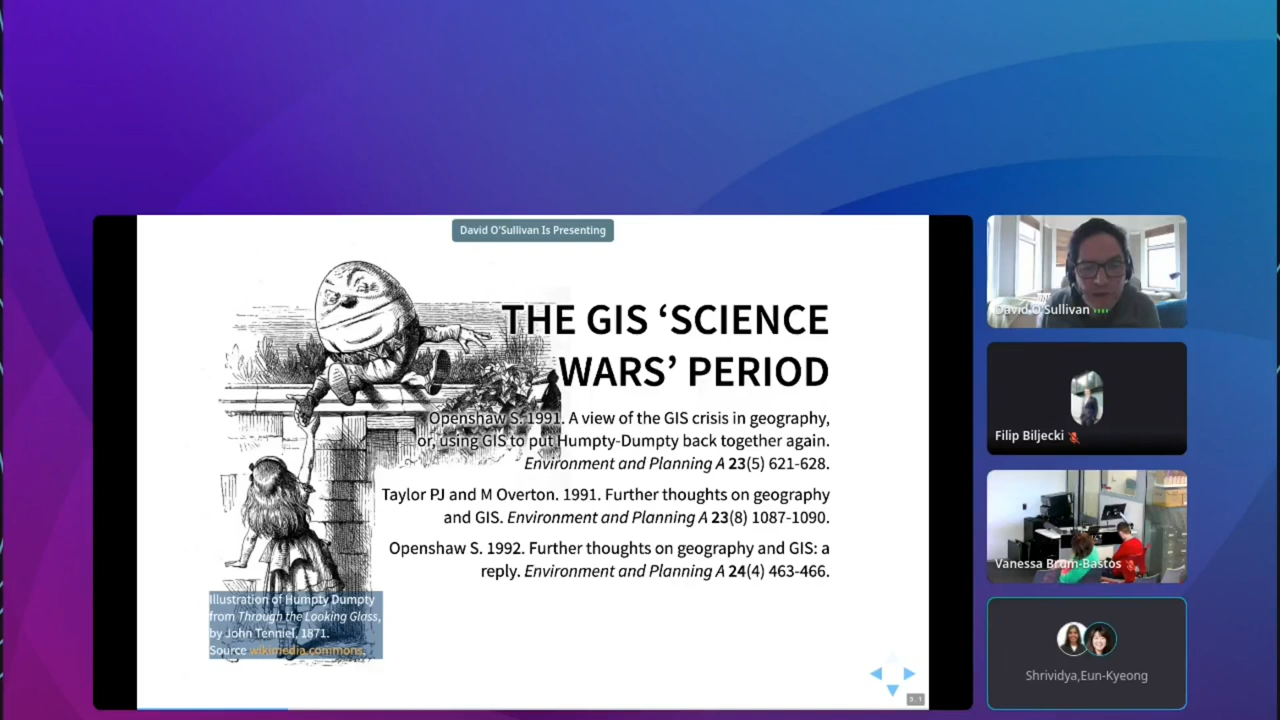 David O'Sullivan Is Presenting
THE GIS ‘SCIENCE
WARS’ PERIOD
Openshaw S. 1991. A view of the GIS crisis in geography,
or, using GIS to put Humpty-Dumpty back together again.
Environment and Planning A 23(5) 621-628.
Taylor PJ and M Overton. 1991. Further thoughts on geography
and GIS. Environment and Planning A 23(8) 1087-1090.
Openshaw S. 1992. Further thoughts on geography and GIS: a
reply. Environment and Planning A 24(4) 463-466.
Illustration of Humpty Dumpty
from Through the Looking Glass,
by John Tenniel, 1871.
Source wikimedia commons.
David O'Sullivan
Filip Biljecki
Vanessa Brum-Bastos
Shrividya,Eun-Kyeong